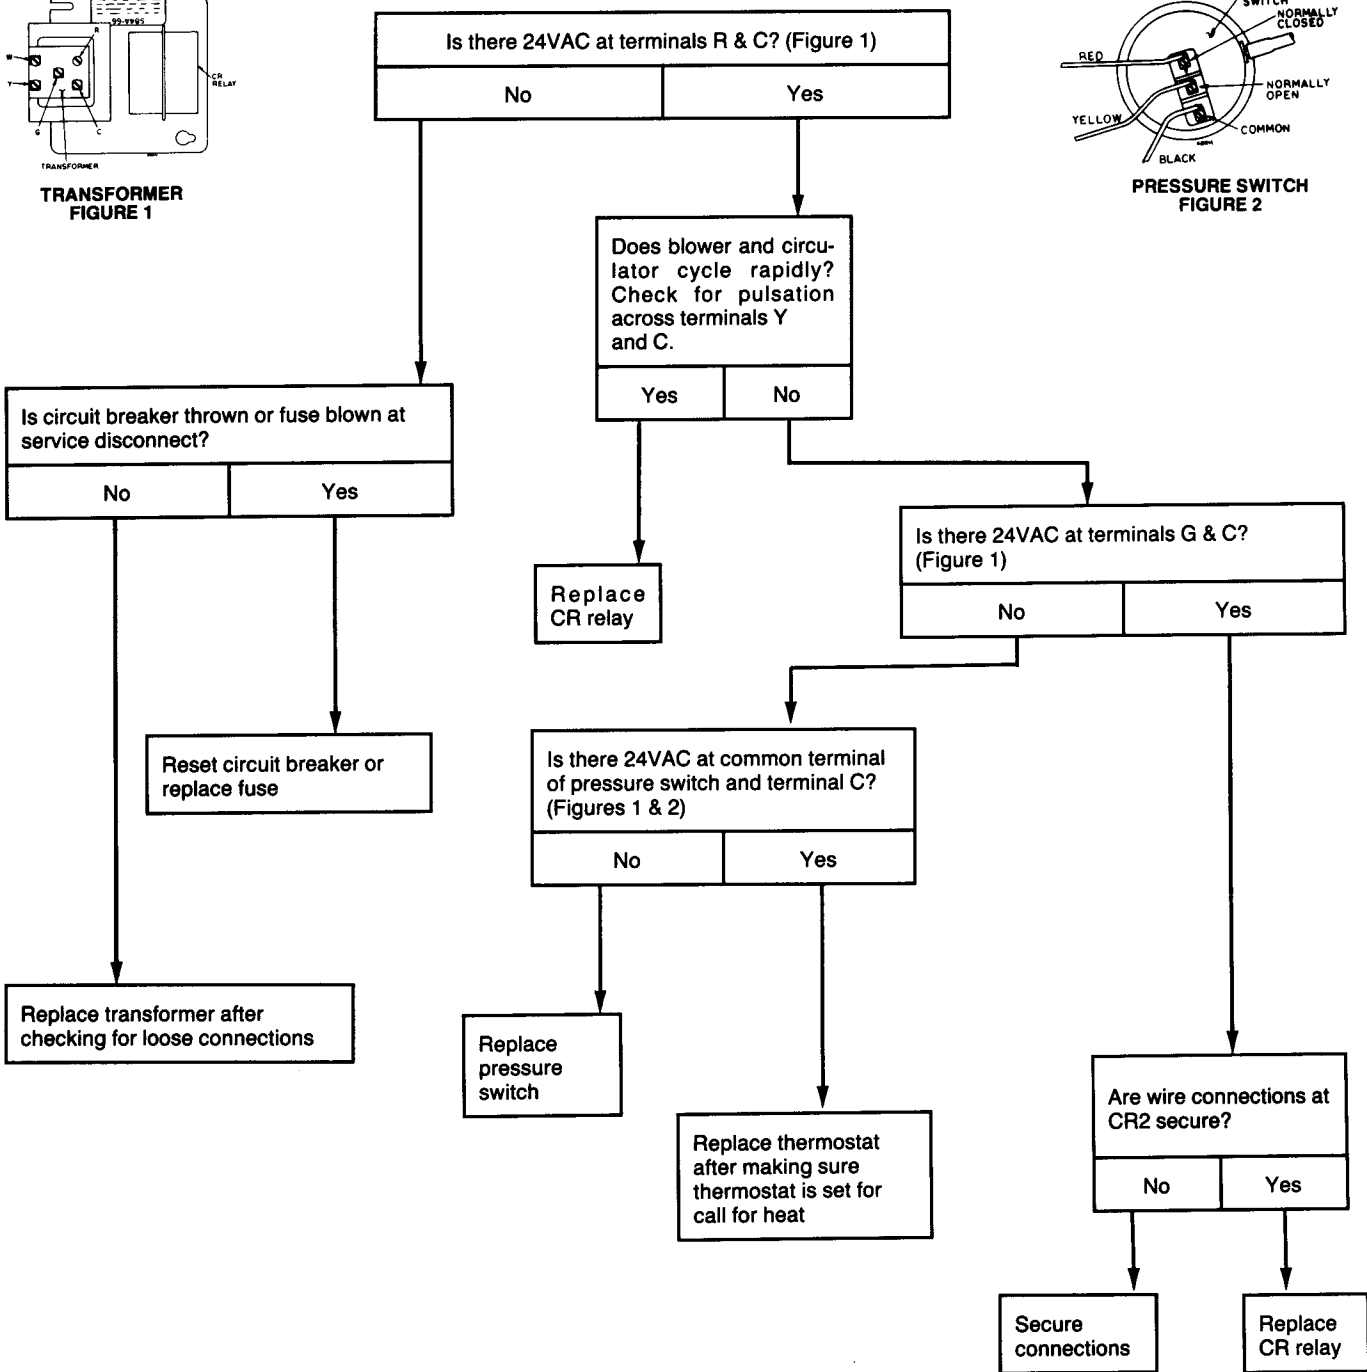 S84A-66
R
W
Y
CR
RELAY
G
C
TRANSFORMER
TRANSFORMER
FIGURE 1
Is there 24VAC at terminals R & C? (Figure 1)
No
Yes
SWITCH
NORMALLY
CLOSED
RED
NORMALLY
OPEN
YELLOW
COMMON
BLACK
PRESSURE SWITCH
FIGURE 2
Does blower and circu-
lator cycle rapidly?
Check for pulsation
across terminals Y
and C.
Yes
No
Is circuit breaker thrown or fuse blown at
service disconnect?
No
Yes
Is there 24VAC at terminals G & C?
(Figure 1)
No
Yes
Replace
CR relay
Reset circuit breaker or
replace fuse
Is there 24VAC at common terminal
of pressure switch and terminal C?
(Figures 1 & 2)
No
Yes
Replace transformer after
checking for loose connections
Replace
pressure
switch
Replace thermostat
after making sure
thermostat is set for
call for heat
Are wire connections at
CR2 secure?
No
Yes
Secure
connections
Replace
CR relay